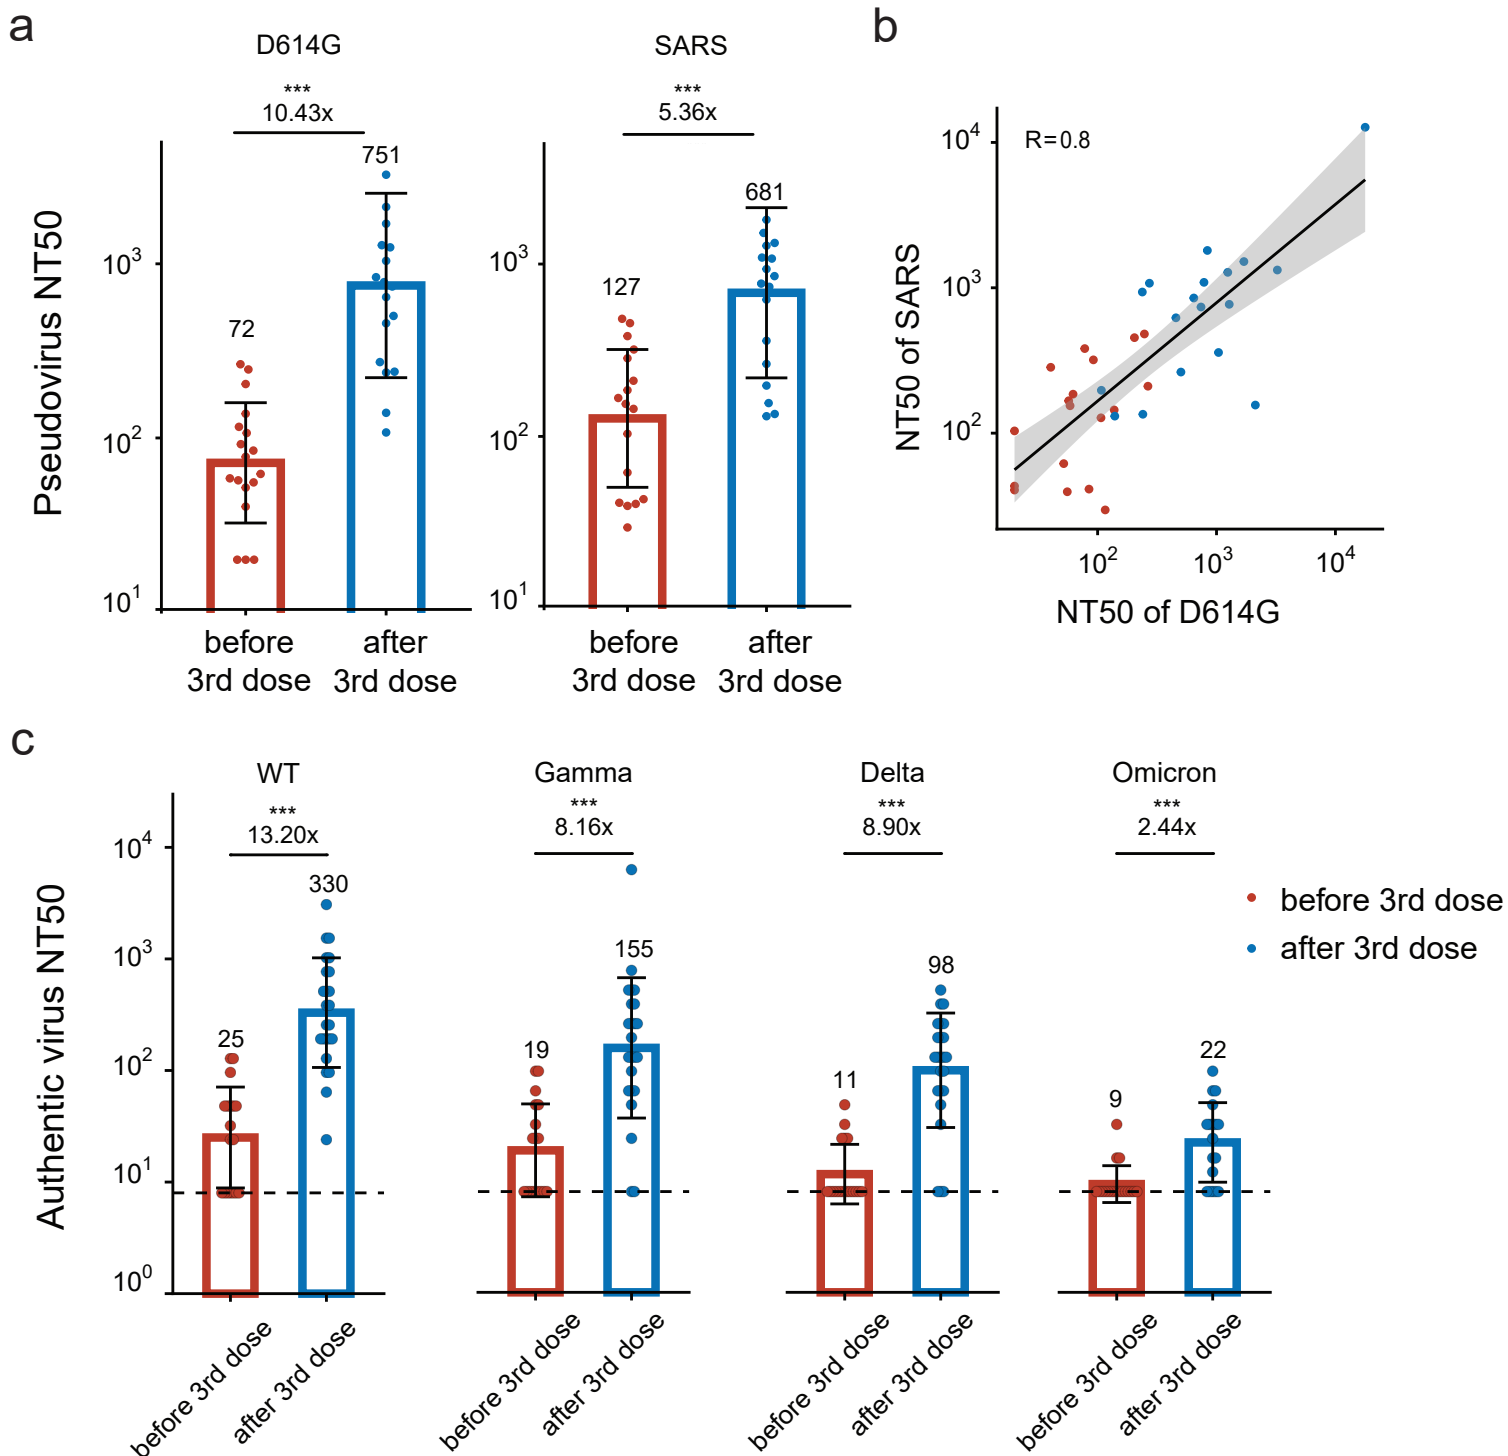 a
D614G
***
10.43x
751
72
10^3
10^2
10^1
Pseudovirus NT50
before
3rd dose
after
3rd dose
SARS
***
5.36x
681
127
10^3
10^2
10^1
before
3rd dose
after
3rd dose
b
R=0.8
10^4
10^3
10^2
NT50 of SARS
10^2
10^3
10^4
NT50 of D614G
c
WT
***
13.20x
330
25
10^4
10^3
10^2
10^1
10^0
Authentic virus NT50
before 3rd dose
after 3rd dose
Gamma
***
8.16x
155
19
before 3rd dose
after 3rd dose
Delta
***
8.90x
98
11
before 3rd dose
after 3rd dose
Omicron
***
2.44x
22
9
before 3rd dose
after 3rd dose
before 3rd dose
after 3rd dose